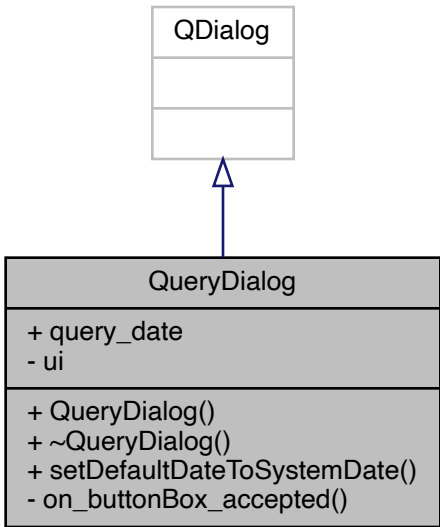 QDialog
QueryDialog
+ query_date
- ui
+ QueryDialog()
+ ~QueryDialog()
+ setDefaultDateToSystemDate()
- on_buttonBox_accepted()